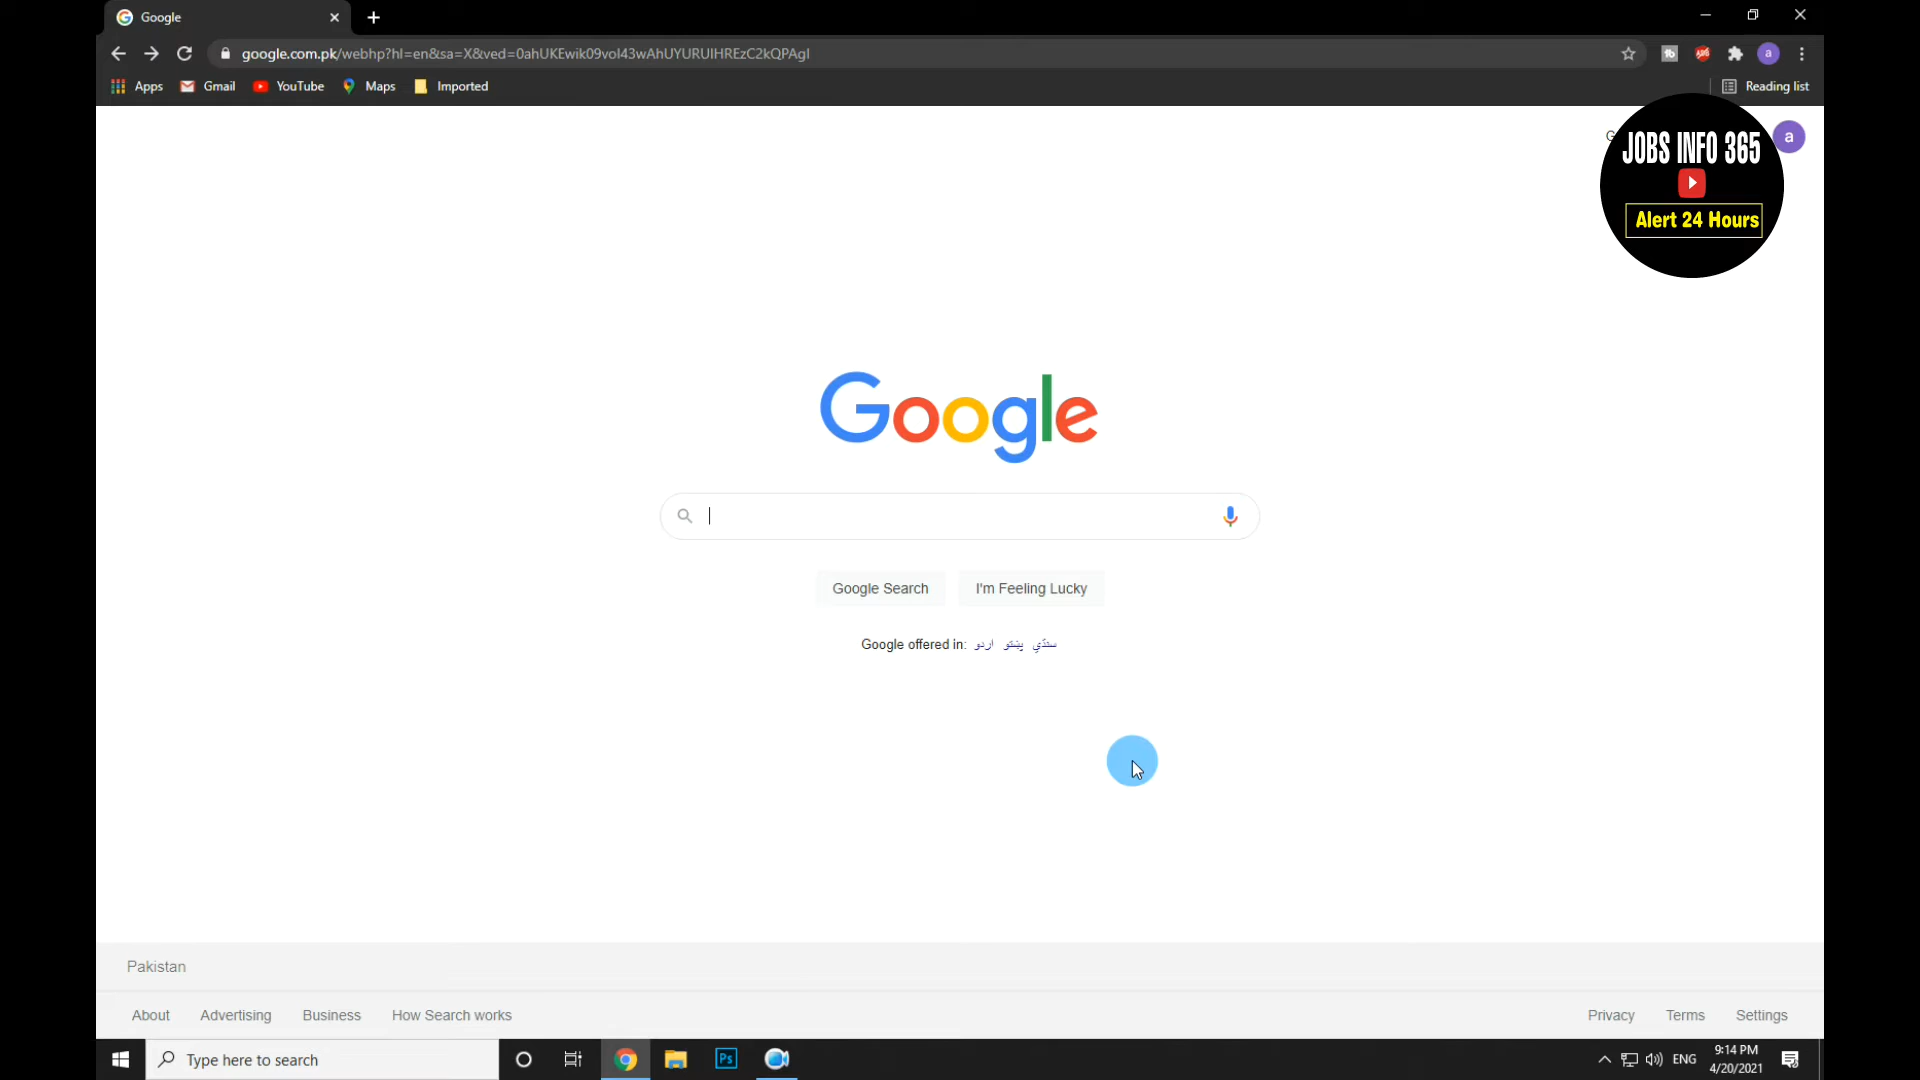 Google
google.com.pk/webhp?hl=en&sa=X&ved=0ahUKEwik09vol43wAhUYURUIHREzC2kQPAgI
a
Apps
Gmail
YouTube
Maps
Imported
Reading list
a
JOBS INFO 365
Alert 24 Hours
Google
Google Search
I'm Feeling Lucky
Google offered in: اردو پښتو سنڌي
Pakistan
About
Advertising
Business
How Search works
Privacy
Terms
Settings
Type here to search
Ps
ENG
9:14 PM
4/20/2021